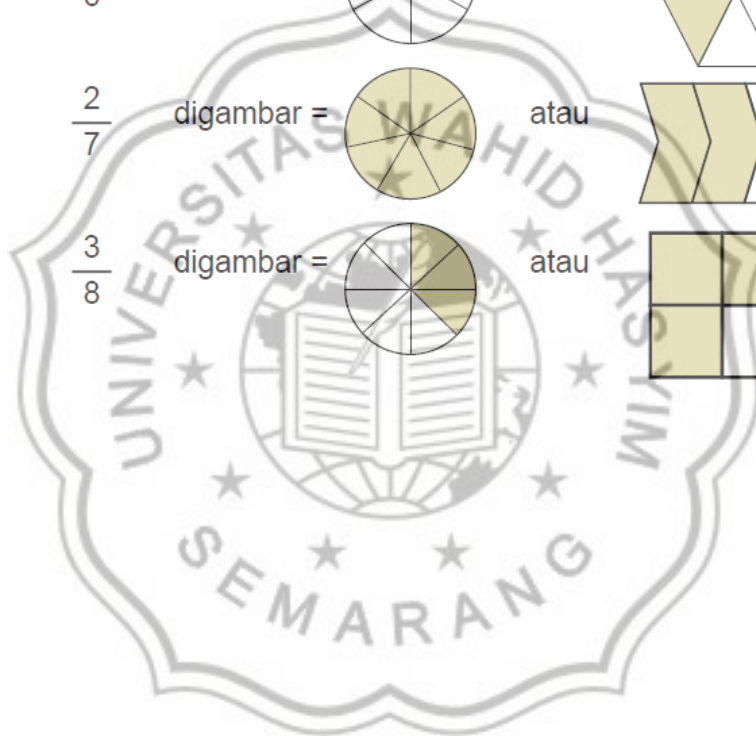 2
7 digambar = atau
3
8 digambar = atau
UNIVERSITAS WAHID HASYIM
SEMARANG